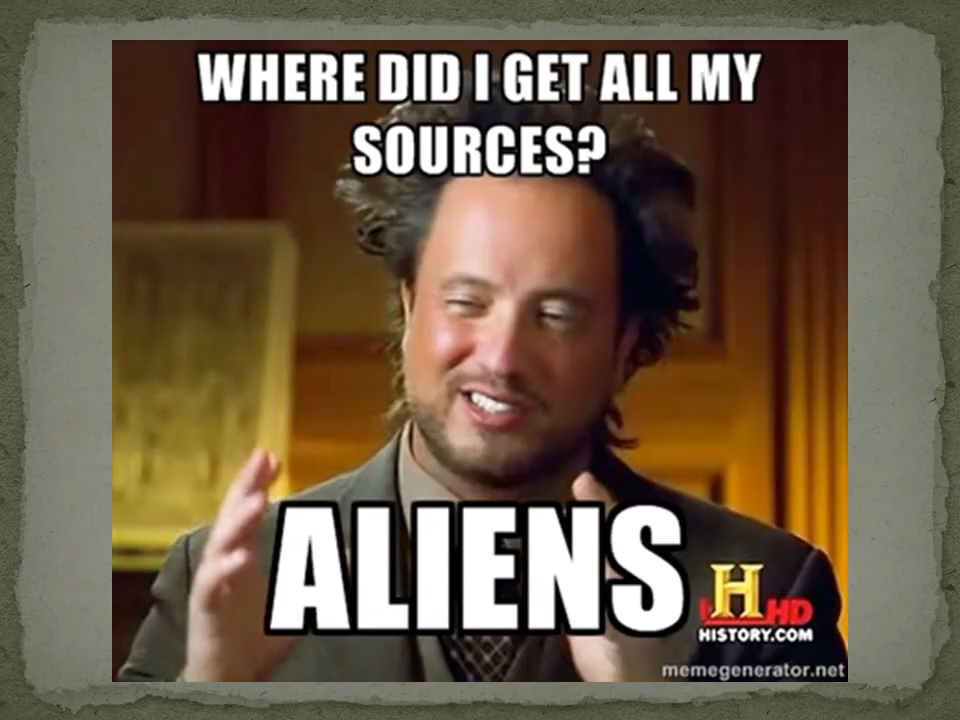 WHERE DID I GET ALL MY
SOURCES?
ALIENS
H HD
HISTORY.COM
memegenerator.net